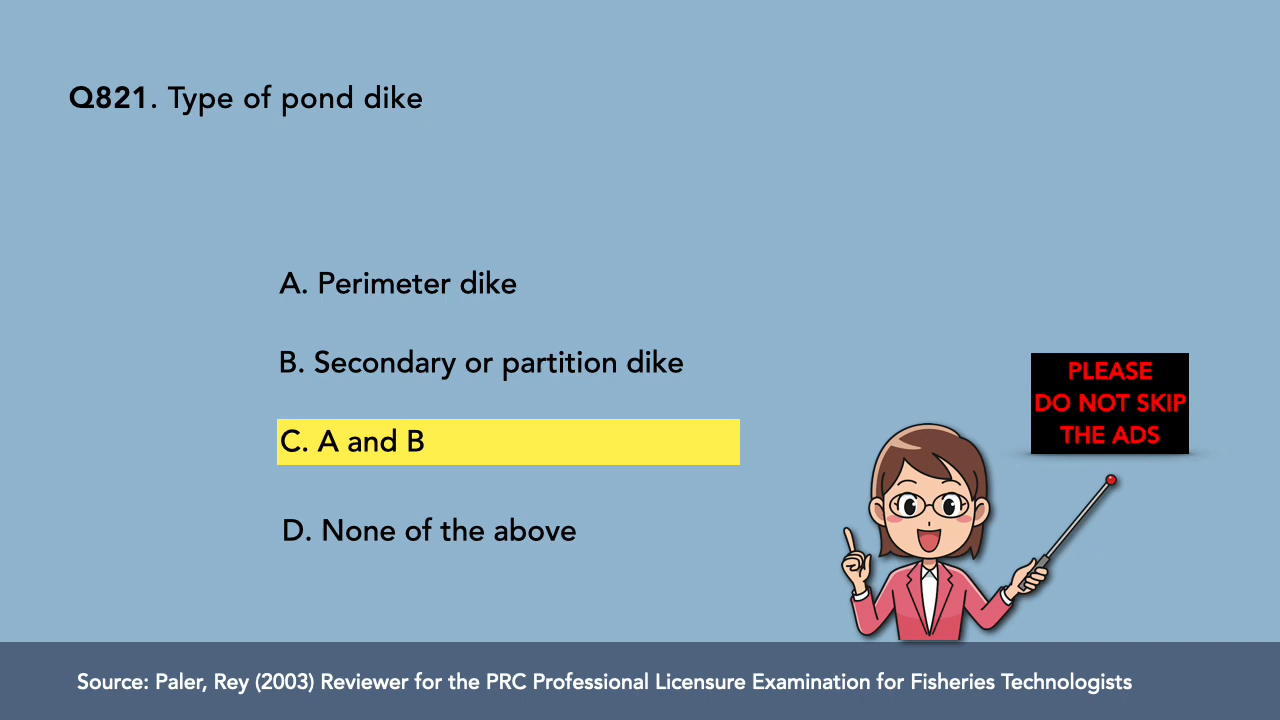 Q821. Type of pond dike
A. Perimeter dike
B. Secondary or partition dike
C. A and B
D. None of the above
PLEASE
DO NOT SKIP
THE ADS
Source: Paler, Rey (2003) Reviewer for the PRC Professional Licensure Examination for Fisheries Technologists